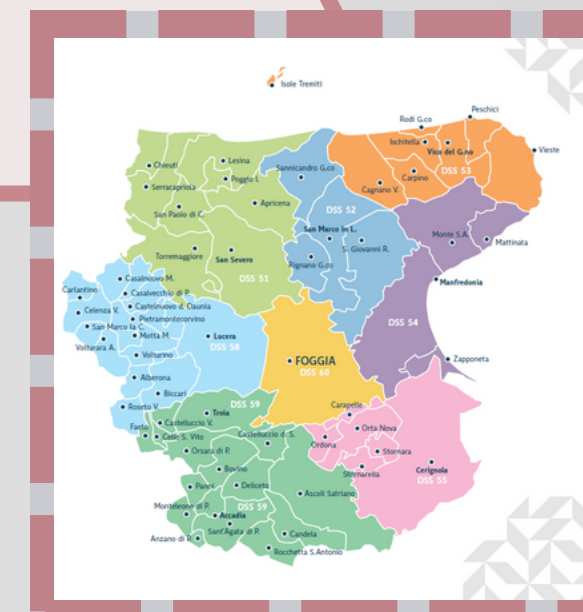 Isole Tremiti
Peschici
Rodi G.co
Ischitella
Vico del G.no
Vieste
Lesina
Chieuti
Sannicandro G.co
DSS 53
Poggio I.
Carpino
Serracapriola
Cagnano V.
Apricena
San Paolo di C.
DSS 52
San Marco in L.
Monte S.A.
Mattinata
S. Giovanni R.
Torremaggiore
San Severo
Rignano G.co
DSS 51
Casalnuovo M.
Manfredonia
Carlantino
Casalvecchio di P.
Castelnuovo d. Daunia
Celenza V.
Pietramontecorvino
DSS 54
San Marco la C.
Motta M.
Lucera
Volturara A.
DSS 58
Volturino
FOGGIA
Zapponeta
DSS 60
Alberona
Biccari
DSS 59
Carapelle
Roseto V.
Troia
Castelluccio V.
Orta Nova
Faeto
Celle S. Vito
Castelluccio d. S.
Ordona
Orsara di P.
Stornara
Bovino
Stornarella
Cerignola
DSS 55
Panni
Deliceto
Ascoli Satriano
Monteleone di P.
DSS 59
Accadia
Sant'Agata di P.
Candela
Anzano di P.
Rocchetta S.Antonio